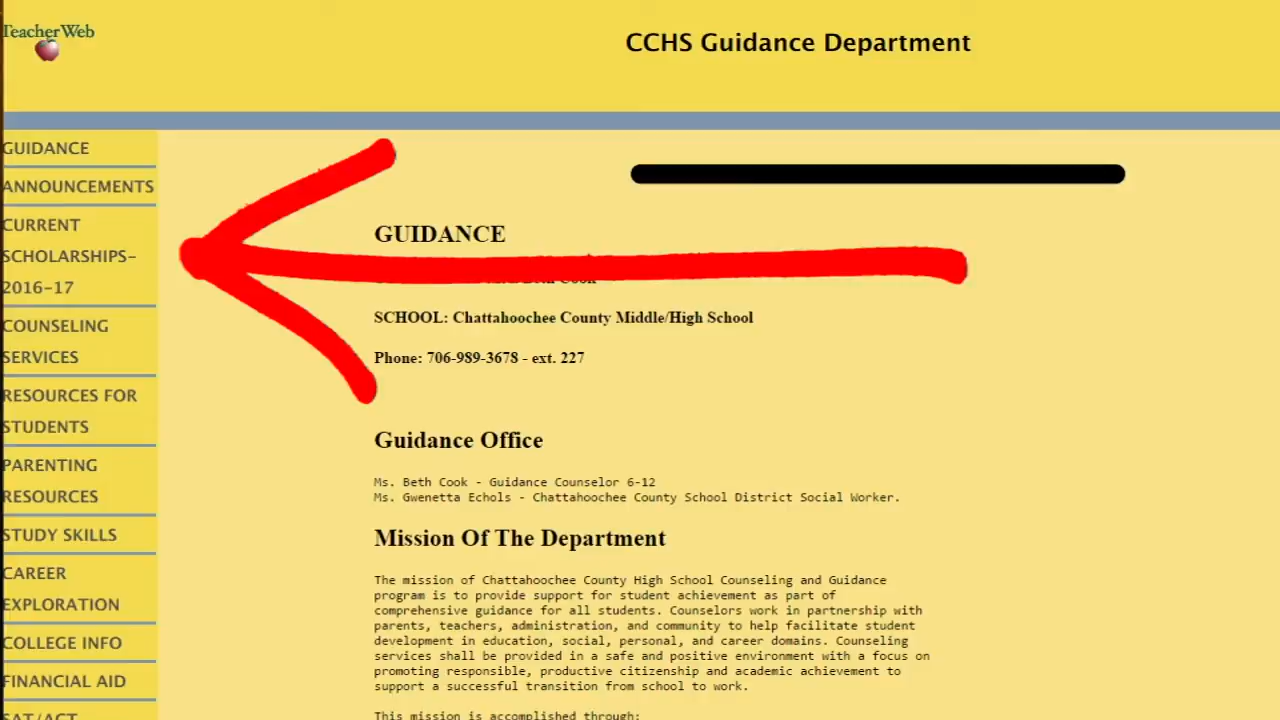 TeacherWeb
CCHS Guidance Department
GUIDANCE
ANNOUNCEMENTS
CURRENT
SCHOLARSHIPS-
2016-17
COUNSELING
SERVICES
RESOURCES FOR
STUDENTS
PARENTING
RESOURCES
STUDY SKILLS
CAREER
EXPLORATION
COLLEGE INFO
FINANCIAL AID
SAT/ACT
GUIDANCE
Beth Cook
SCHOOL: Chattahoochee County Middle/High School
Phone: 706-989-3678 - ext. 227
Guidance Office
Ms. Beth Cook - Guidance Counselor 6-12
Ms. Gwenetta Echols - Chattahoochee County School District Social Worker.
Mission Of The Department
The mission of Chattahoochee County High School Counseling and Guidance
program is to provide support for student achievement as part of
comprehensive guidance for all students. Counselors work in partnership with
parents, teachers, administration, and community to help facilitate student
development in education, social, personal, and career domains. Counseling
services shall be provided in a safe and positive environment with a focus on
promoting responsible, productive citizenship and academic achievement to
support a successful transition from school to work.
This mission is accomplished through: